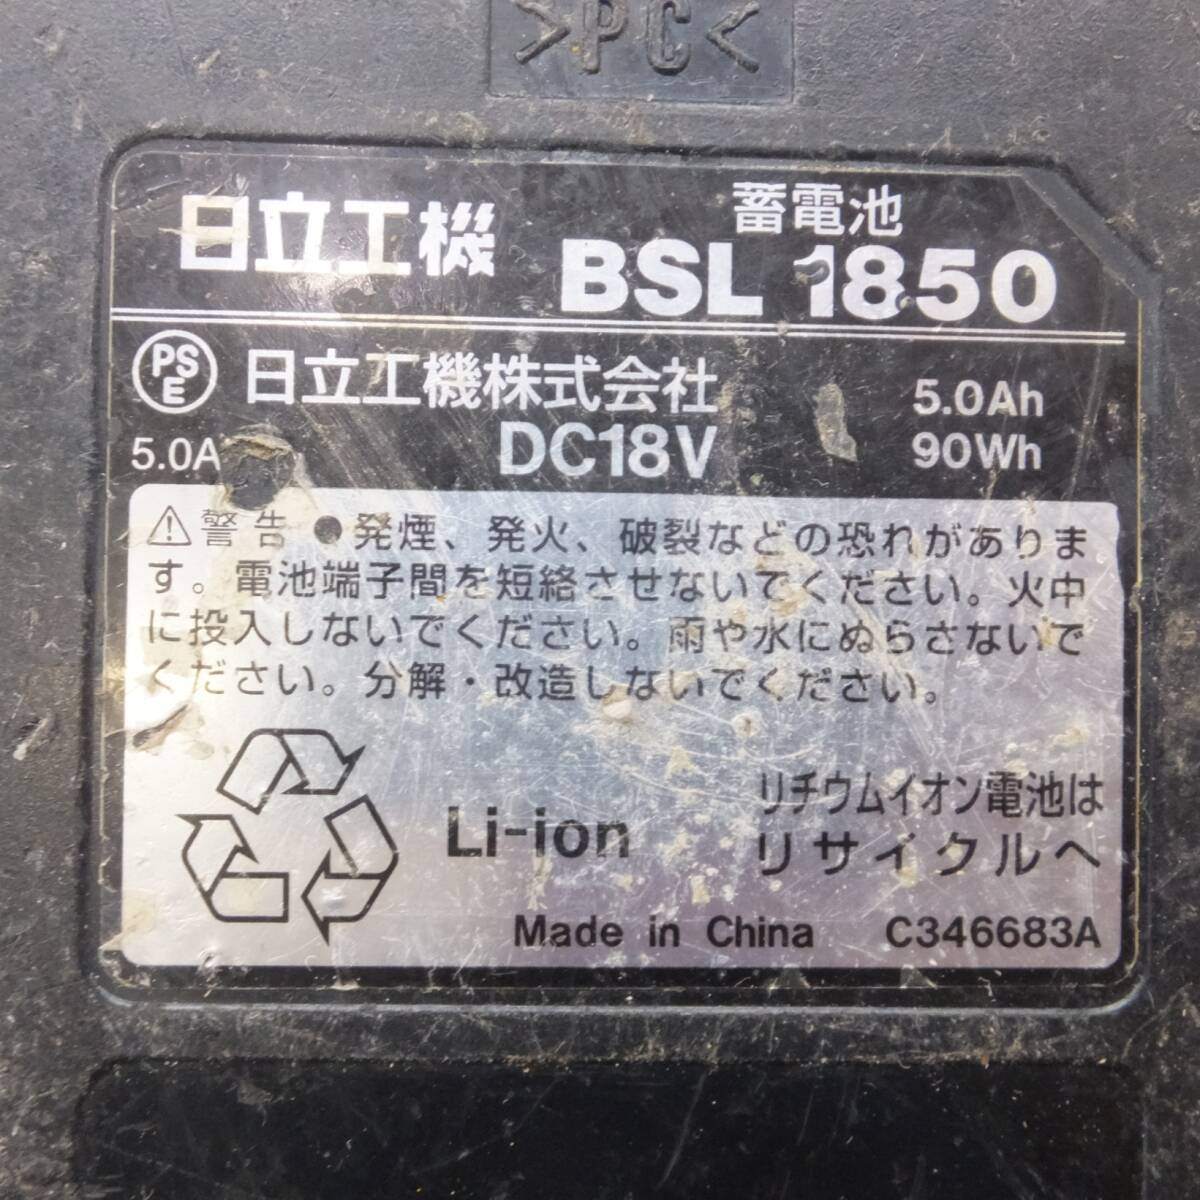 >PC<
日立工機
蓄電池
BSL 1850
PS
E
日立工機株式会社
5.0Ah
5.0A
DC18V
90Wh
⚠警告 ●発煙、発火、破裂などの恐れがありま
す。電池端子間を短絡させないでください。火中
に投入しないでください。雨や水にぬらさないで
ください。分解・改造しないでください。
Li-ion
リチウムイオン電池は
リサイクルへ
Made in China
C346683A